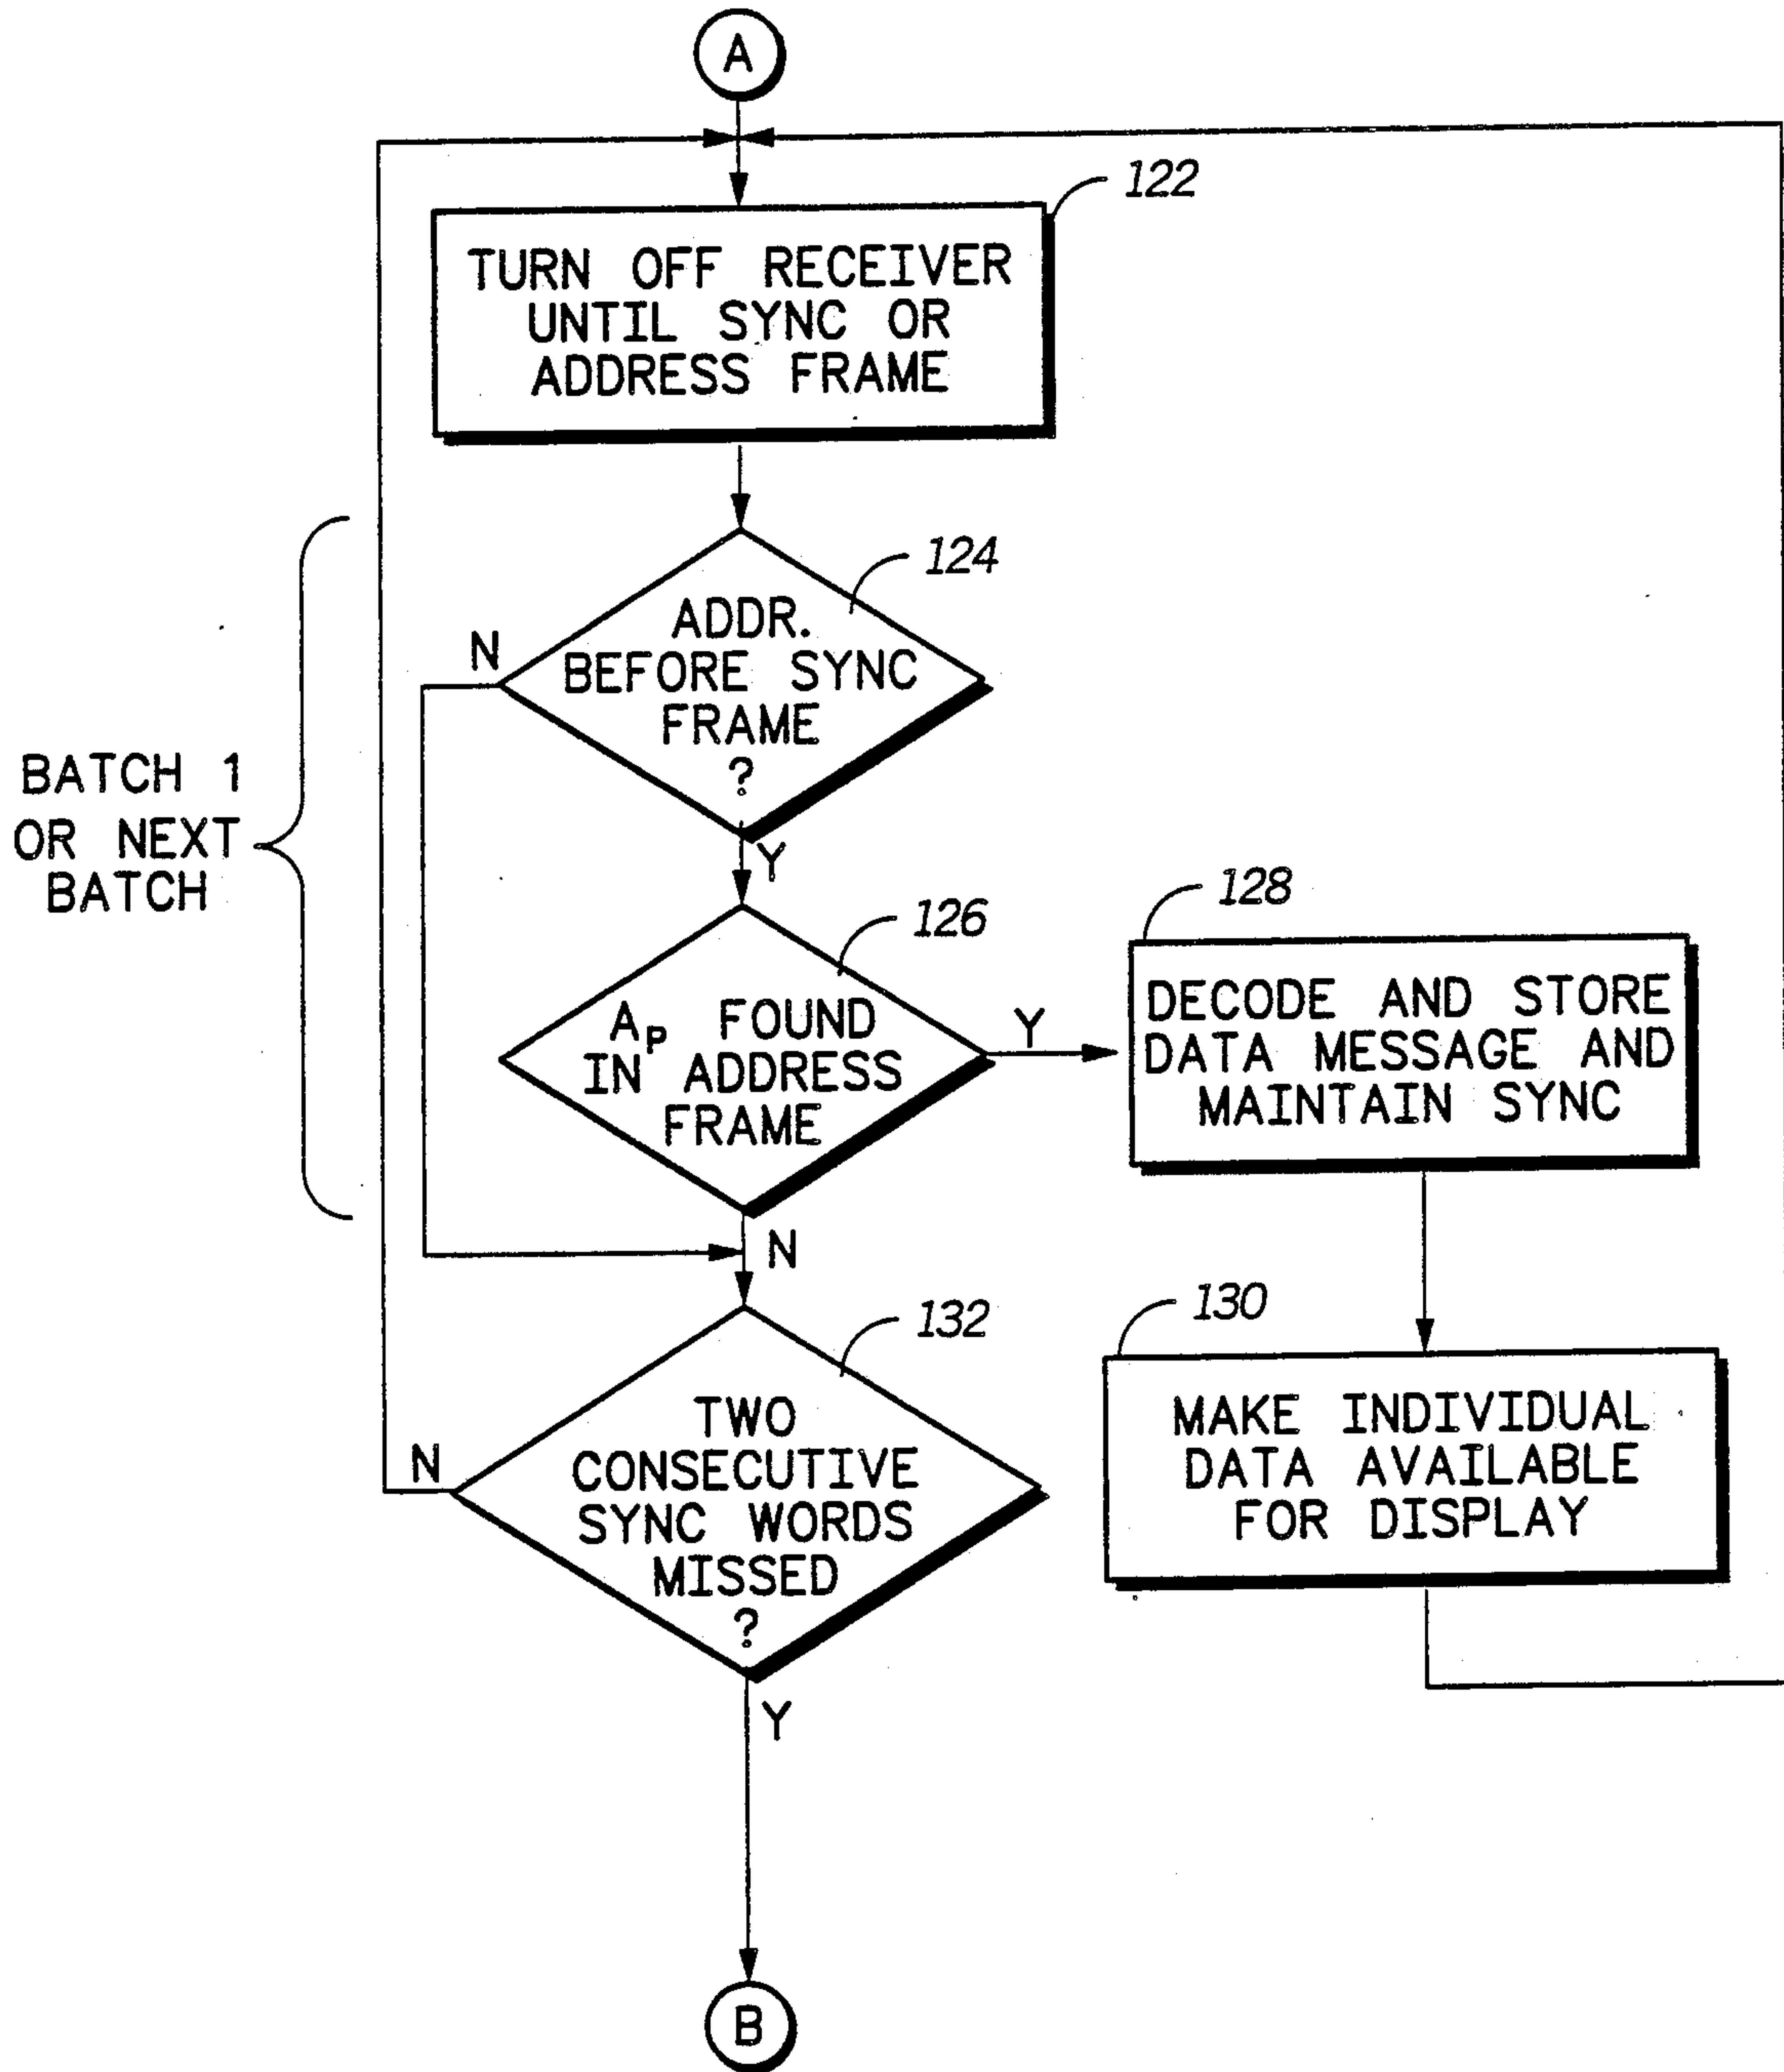 A
122
TURN OFF RECEIVER
UNTIL SYNC OR
ADDRESS FRAME
124
ADDR.
BEFORE SYNC
FRAME
?
N
Y
BATCH 1
OR NEXT
BATCH
126
Ap FOUND
IN ADDRESS
FRAME
Y
N
128
DECODE AND STORE
DATA MESSAGE AND
MAINTAIN SYNC
130
MAKE INDIVIDUAL
DATA AVAILABLE
FOR DISPLAY
132
TWO
CONSECUTIVE
SYNC WORDS
MISSED
?
N
Y
B